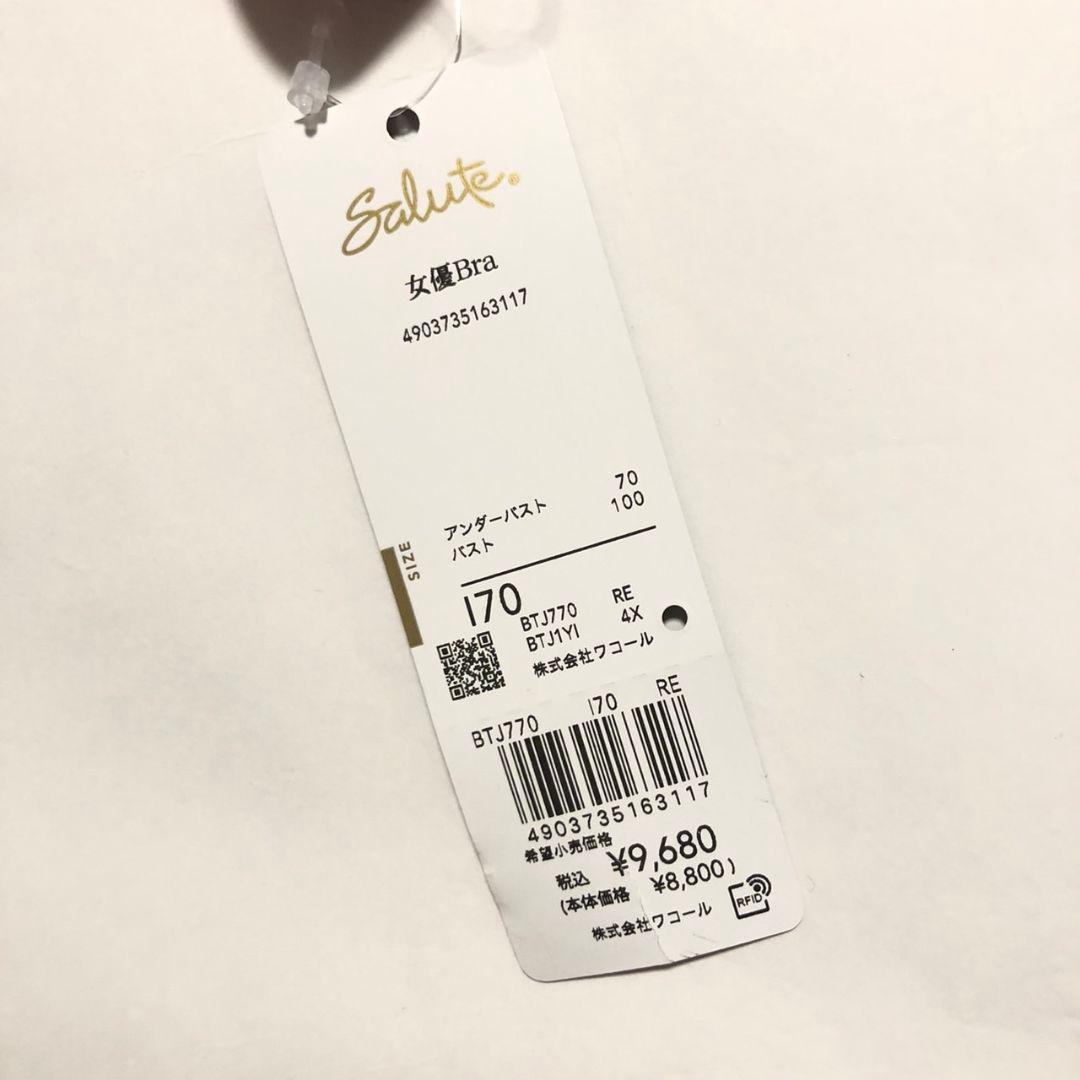 Salute®
女優Bra
4903735163117
アンダーバスト 70
バスト 100
SIZE
I70
BTJ770 RE
BTJ1YI 4X
株式会社ワコール
BTJ770 I70 RE
4903735163117
希望小売価格
税込 ¥9,680
(本体価格 ¥8,800)
株式会社ワコール
RFID